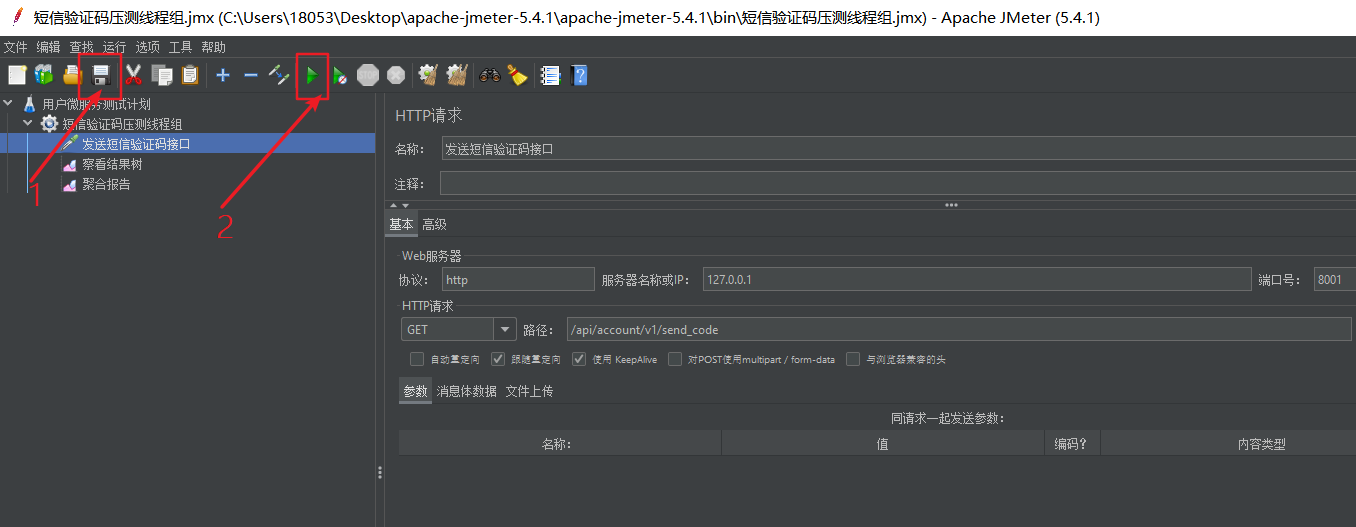 短信验证码压测线程组.jmx (C:\Users\18053\Desktop\apache-jmeter-5.4.1\apache-jmeter-5.4.1\bin\短信验证码压测线程组.jmx) - Apache JMeter (5.4.1)
文件 编辑 查找 运行 选项 工具 帮助
STOP
用户微服务测试计划
短信验证码压测线程组
发送短信验证码接口
察看结果树
聚合报告
1
2
HTTP请求
名称： 发送短信验证码接口
注释：
基本 高级
Web服务器
协议： http 服务器名称或IP： 127.0.0.1 端口号： 8001
HTTP请求
GET 路径： /api/account/v1/send_code
自动重定向 跟随重定向 使用 KeepAlive 对POST使用multipart / form-data 与浏览器兼容的头
参数 消息体数据 文件上传
同请求一起发送参数：
名称： 值 编码？ 内容类型